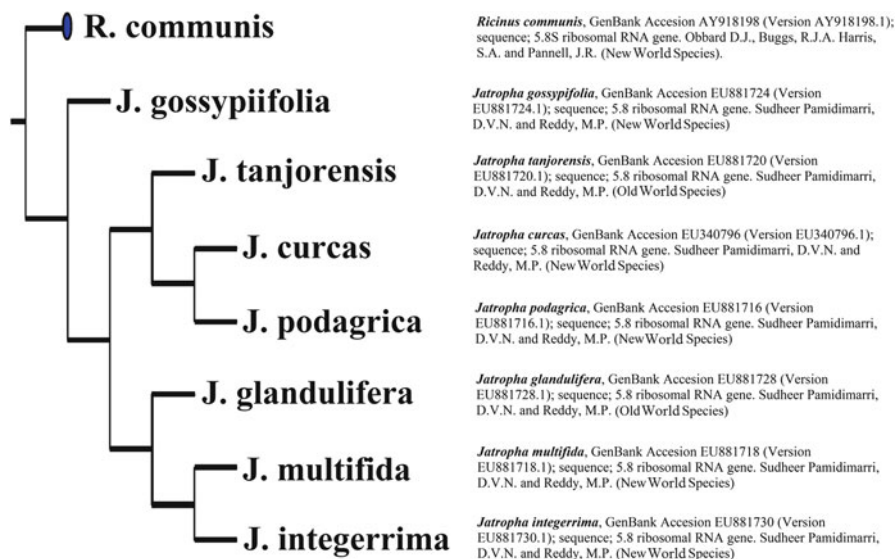 R. communis
Ricinus communis, GenBank Accesion AY918198 (Version AY918198.1);
sequence; 5.8S ribosomal RNA gene. Obbard D.J., Buggs, R.J.A. Harris,
S.A. and Pannell, J.R. (New World Species).
J. gossypiifolia
Jatropha gossypifolia, GenBank Accesion EU881724 (Version
EU881724.1); sequence; 5.8 ribosomal RNA gene. Sudheer Pamidimarri,
D.V.N. and Reddy, M.P. (New World Species)
J. tanjorensis
Jatropha tanjorensis, GenBank Accesion EU881720 (Version
EU881720.1); sequence; 5.8 ribosomal RNA gene. Sudheer Pamidimarri,
D.V.N. and Reddy, M.P. (Old World Species)
J. curcas
Jatropha curcas, GenBank Accesion EU340796 (Version EU340796.1);
sequence; 5.8 ribosomal RNA gene. Sudheer Pamidimarri, D.V.N. and
Reddy, M.P. (New World Species)
J. podagrica
Jatropha podagrica, GenBank Accesion EU881716 (Version
EU881716.1); sequence; 5.8 ribosomal RNA gene. Sudheer Pamidimarri,
D.V.N. and Reddy, M.P. (New World Species)
J. glandulifera
Jatropha glandulifera, GenBank Accesion EU881728 (Version
EU881728.1); sequence; 5.8 ribosomal RNA gene. Sudheer Pamidimarri,
D.V.N. and Reddy, M.P. (Old World Species)
J. multifida
Jatropha multifida, GenBank Accesion EU881718 (Version
EU881718.1); sequence; 5.8 ribosomal RNA gene. Sudheer Pamidimarri,
D.V.N. and Reddy, M.P. (New World Species)
J. integerrima
Jatropha integerrima, GenBank Accesion EU881730 (Version
EU881730.1); sequence; 5.8 ribosomal RNA gene. Sudheer Pamidimarri,
D.V.N. and Reddy, M.P. (New World Species)